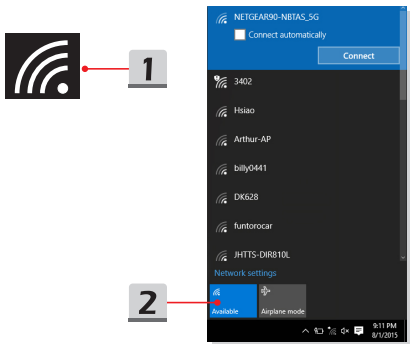 1
NETGEAR90-NBTAS_5G
Connect automatically
Connect
3402
Hsiao
Arthur-AP
billy0441
DK628
funtorocar
JHTTS-DIR810L
Network settings
2
Available
Airplane mode
9:11 PM
8/1/2015